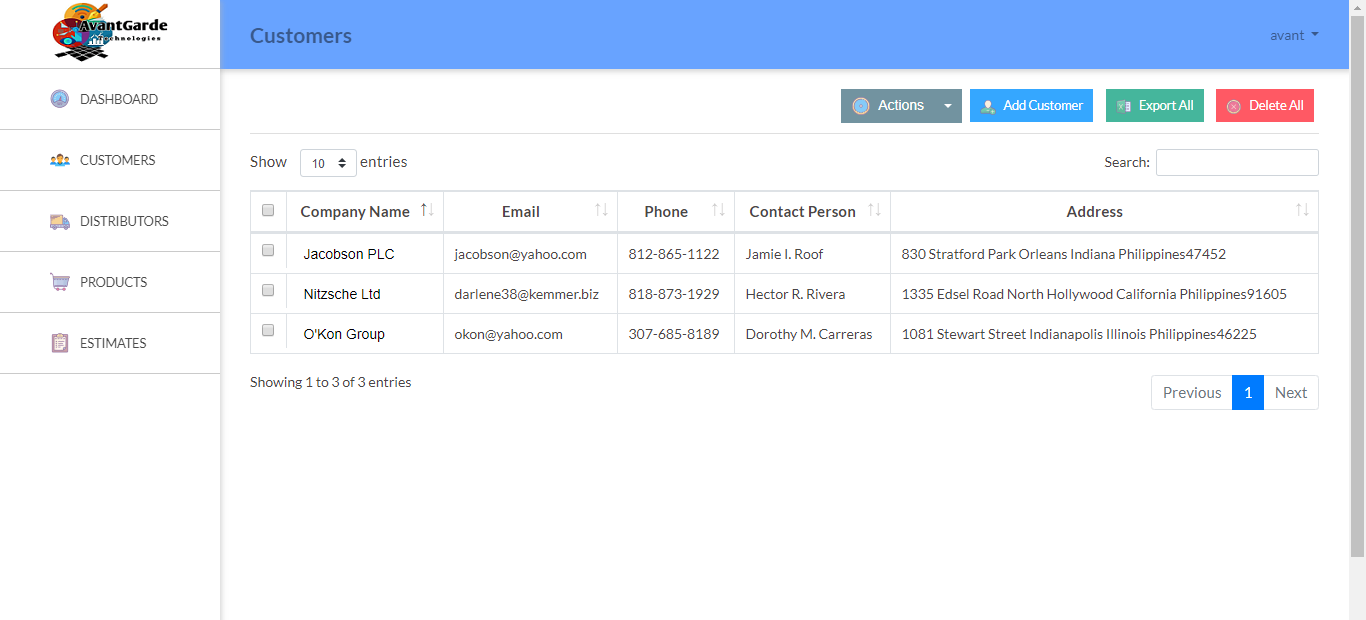 AvantGarde
Technologies
Customers
avant
DASHBOARD
CUSTOMERS
DISTRIBUTORS
PRODUCTS
ESTIMATES
Actions Add Customer Export All Delete All
Show 10 entries Search:
Company Name Email Phone Contact Person Address
Jacobson PLC jacobson@yahoo.com 812-865-1122 Jamie I. Roof 830 Stratford Park Orleans Indiana Philippines47452
Nitzsche Ltd darlene38@kemmer.biz 818-873-1929 Hector R. Rivera 1335 Edsel Road North Hollywood California Philippines91605
O'Kon Group okon@yahoo.com 307-685-8189 Dorothy M. Carreras 1081 Stewart Street Indianapolis Illinois Philippines46225
Showing 1 to 3 of 3 entries
Previous 1 Next